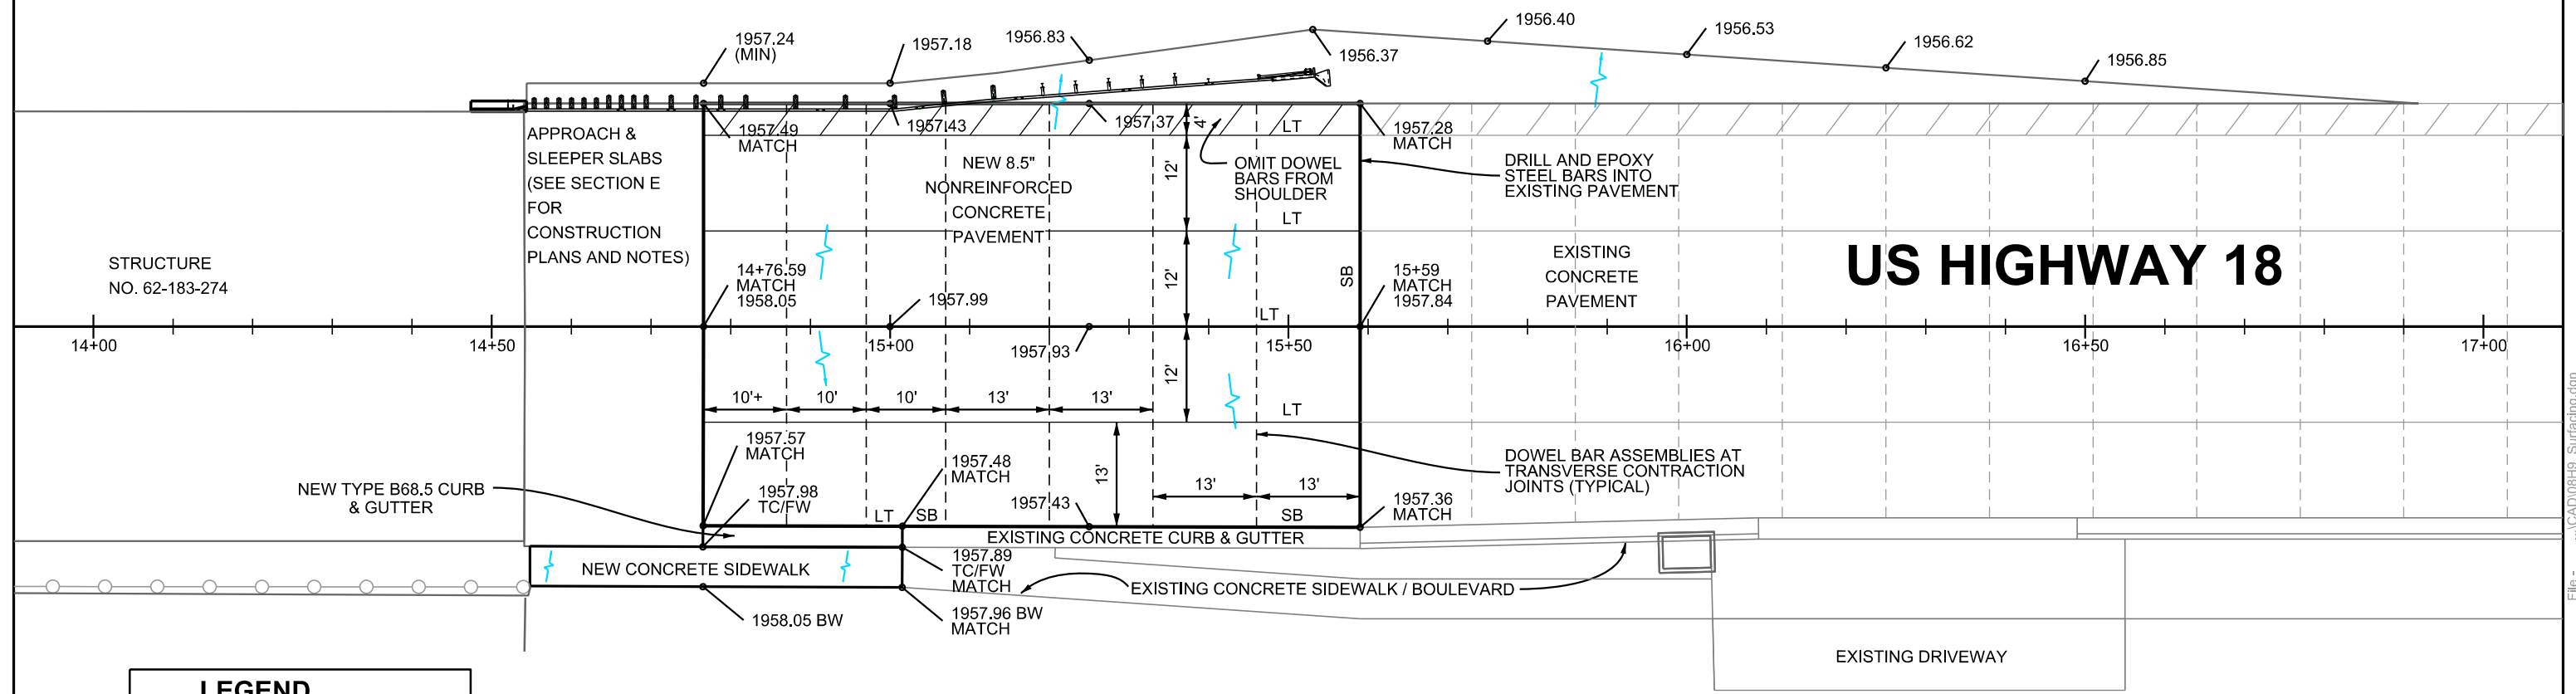 1957.24
(MIN)
1957.18
1956.83
1956.37
1956.40
1956.53
1956.62
1956.85
APPROACH &
SLEEPER SLABS
(SEE SECTION E
FOR
CONSTRUCTION
PLANS AND NOTES)
1957.49
MATCH
1957.43
1957.37
4'
LT
1957.28
MATCH
NEW 8.5"
NONREINFORCED
CONCRETE
PAVEMENT
12'
OMIT DOWEL
BARS FROM
SHOULDER
LT
DRILL AND EPOXY
STEEL BARS INTO
EXISTING PAVEMENT
STRUCTURE
NO. 62-183-274
14+76.59
MATCH
1958.05
1957.99
12'
LT
SB
15+59
MATCH
1957.84
EXISTING
CONCRETE
PAVEMENT
US HIGHWAY 18
14+00
14+50
15+00
15+50
16+00
16+50
17+00
1957.93
12'
10'+
10'
10'
13'
13'
LT
1957.57
MATCH
1957.48
MATCH
13'
DOWEL BAR ASSEMBLIES AT
TRANSVERSE CONTRACTION
JOINTS (TYPICAL)
NEW TYPE B68.5 CURB
& GUTTER
1957.98
TC/FW
1957.43
13'
13'
1957.36
MATCH
LT
SB
SB
EXISTING CONCRETE CURB & GUTTER
1957.89
TC/FW
MATCH
NEW CONCRETE SIDEWALK
EXISTING CONCRETE SIDEWALK / BOULEVARD
1958.05 BW
1957.96 BW
MATCH
EXISTING DRIVEWAY
LEGEND
File - ...\CAD\08H9_Surfacing.dgn